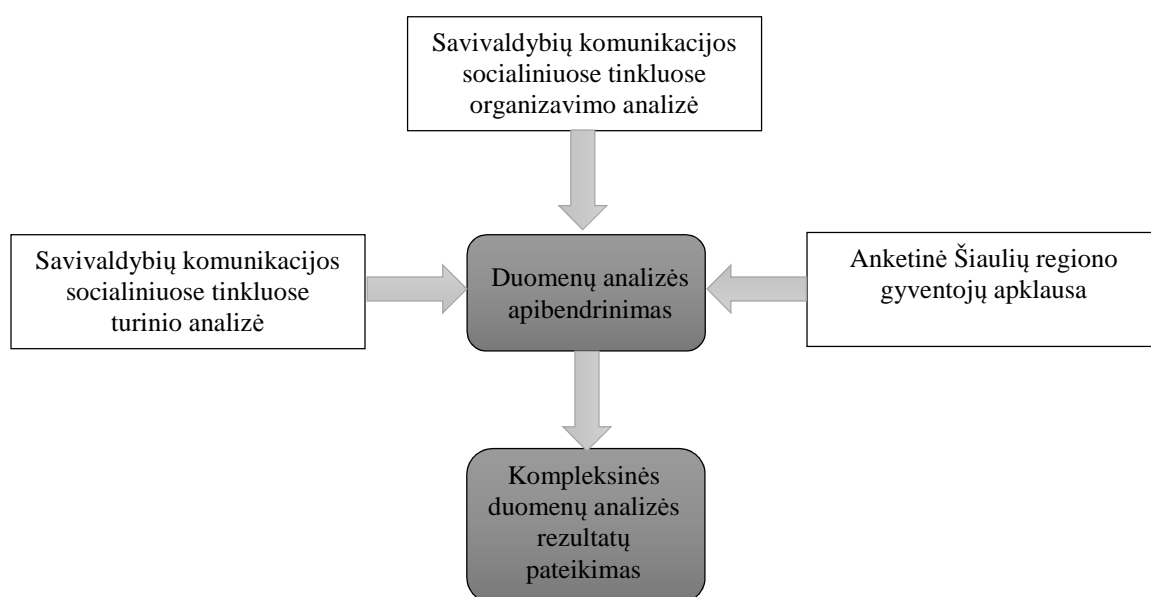 Savivaldybių komunikacijos
socialiniuose tinkluose
organizavimo analizė
Savivaldybių komunikacijos
socialiniuose tinkluose
turinio analizė
Duomenų analizės
apibendrinimas
Anketinė Šiaulių regiono
gyventojų apklausa
Kompleksinės
duomenų analizės
rezultatų
pateikimas